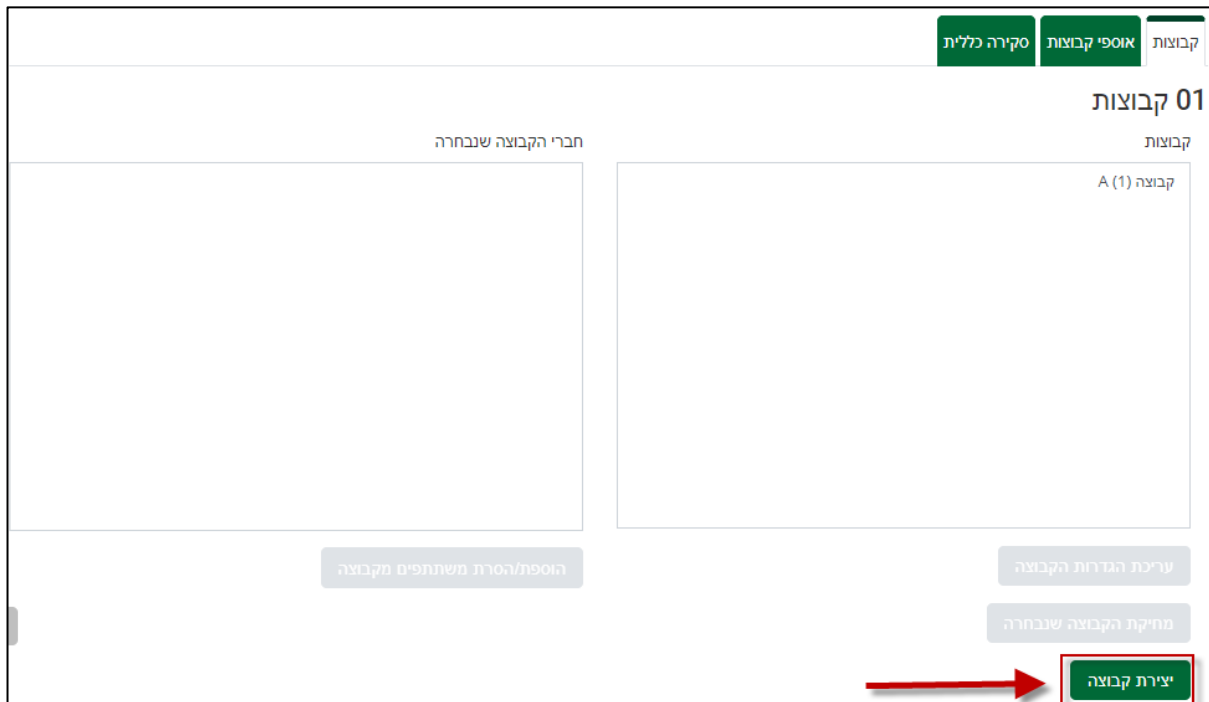 קבוצות
אוספי קבוצות
סקירה כללית
01 קבוצות
קבוצות
קבוצה A (1)
עריכת הגדרות הקבוצה
מחיקת הקבוצה שנבחרה
יצירת קבוצה
חברי הקבוצה שנבחרה
הוספת/הסרת משתתפים מקבוצה